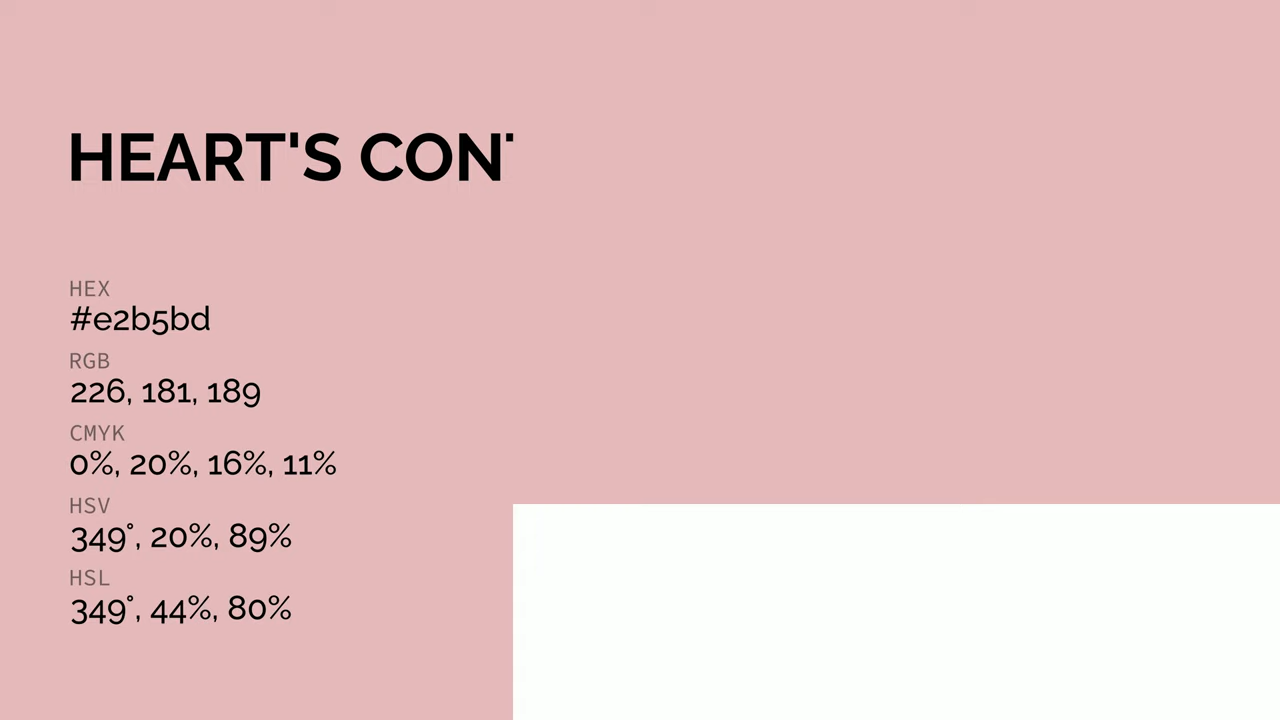 HEART'S CON
HEX
#e2b5bd
RGB
226, 181, 189
CMYK
0%, 20%, 16%, 11%
HSV
349°, 20%, 89%
HSL
349°, 44%, 80%